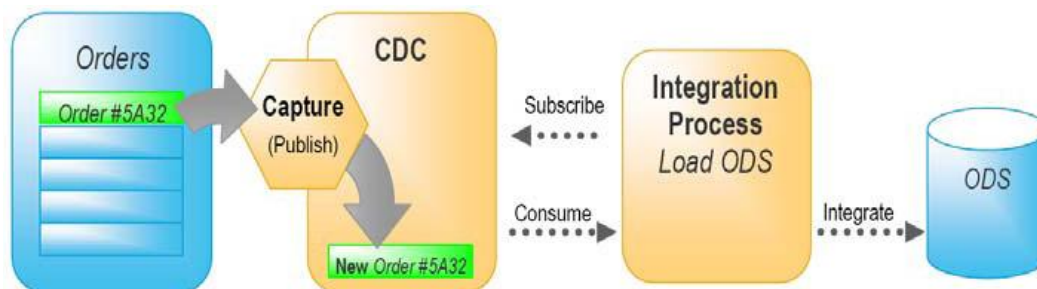 Orders
Order #5A32
Capture
(Publish)
CDC
New Order #5A32
Subscribe
Consume
Integration
Process
Load ODS
Integrate
ODS